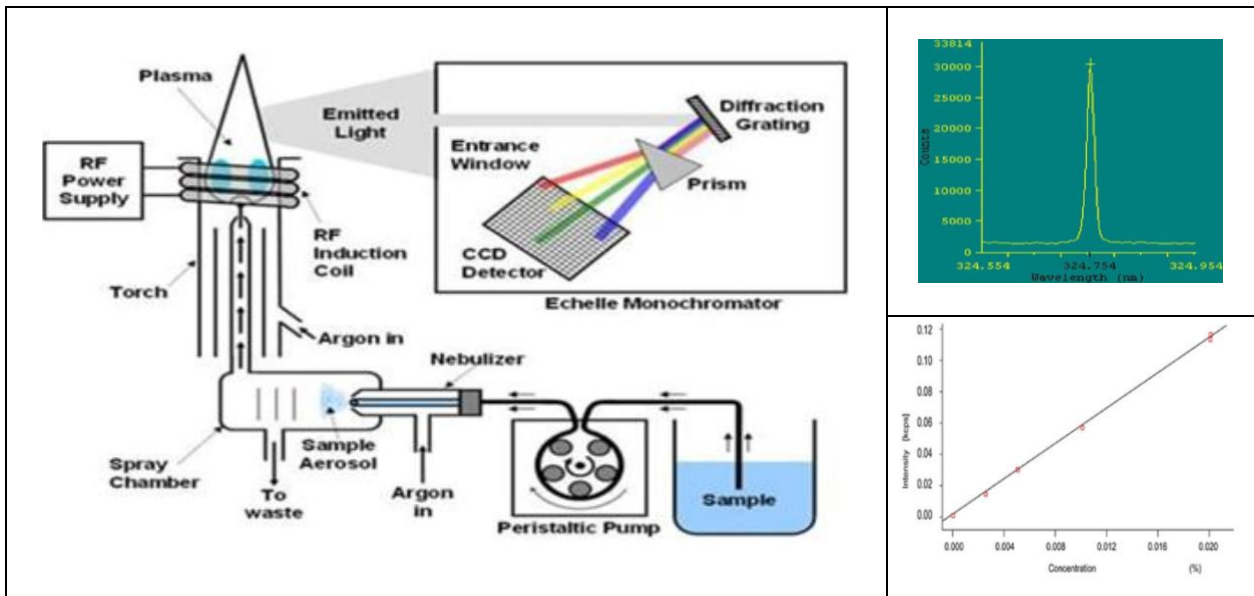 Plasma
Emitted
Light
RF
Power
Supply
RF
Induction
Coil
Torch
Argon in
Nebulizer
Spray
Chamber
Sample
Aerosol
To
waste
Argon
in
Peristaltic Pump
Sample
Entrance
Window
Diffraction
Grating
Prism
CCD
Detector
Echelle Monochromator
33814
30000
25000
20000
15000
10000
5000
0
Counts
324.554
324.754
324.954
Wavelength (nm)
0.12
0.10
0.08
0.06
0.04
0.02
0.00
Intensity [kcps]
0.000
0.004
0.008
0.012
0.016
0.020
Concentration
(%)